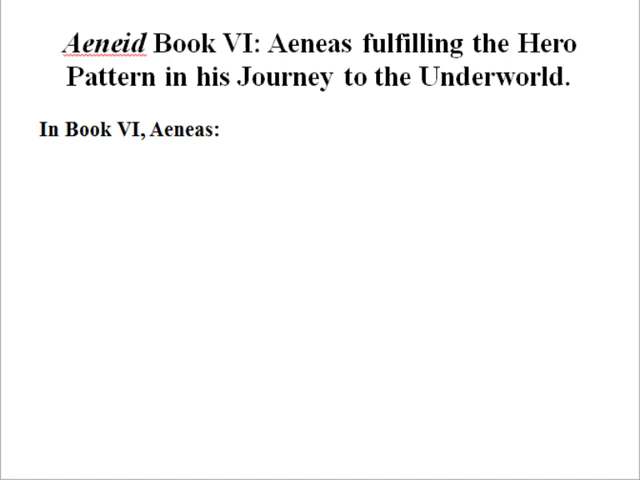 Aeneid Book VI: Aeneas fulfilling the Hero
Pattern in his Journey to the Underworld.
In Book VI, Aeneas: